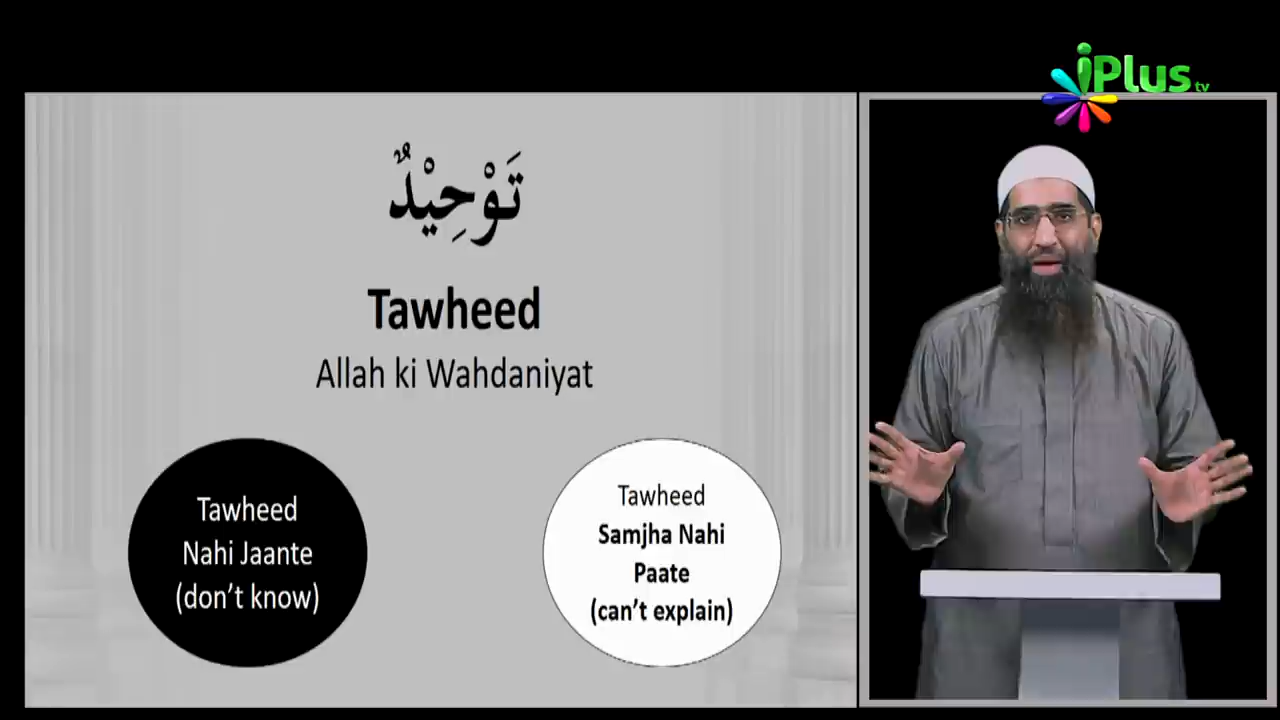 iPlus tv
تَوْحِيْدٌ
Tawheed
Allah ki Wahdaniyat
Tawheed
Nahi Jaante
(don’t know)
Tawheed
Samjha Nahi
Paate
(can’t explain)